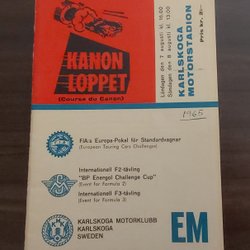 KANON
LOPPET
(Course du Canon)
Lördagen den 7 augusti kl. 16.00
Söndagen den 8 augusti kl. 13.00
KARLSKOGA
MOTORSTADION
Pris kr. 2:-
1965
FIA:s Europa-Pokal för Standardvagnar
(European Touring Cars Challenge)
Internationell F2-tävling
"BP Energol Challenge Cup"
(Event for Formula 2)
Internationell F3-tävling
(Event for Formula 3)
KARLSKOGA MOTORKLUBB
KARLSKOGA
SWEDEN
EM